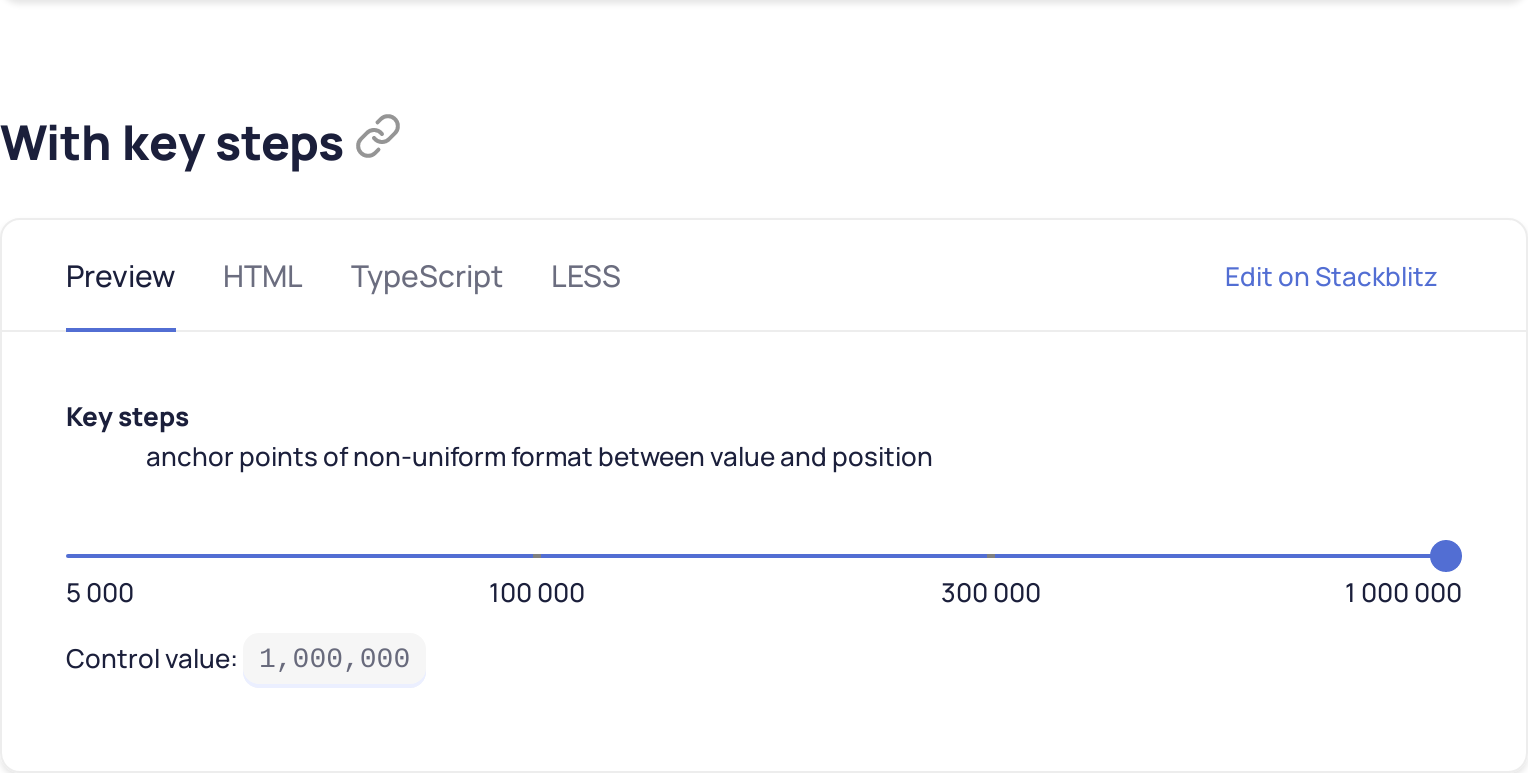 With key steps
Preview HTML TypeScript LESS Edit on Stackblitz
Key steps
anchor points of non-uniform format between value and position
5 000 100 000 300 000 1 000 000
Control value: 1,000,000